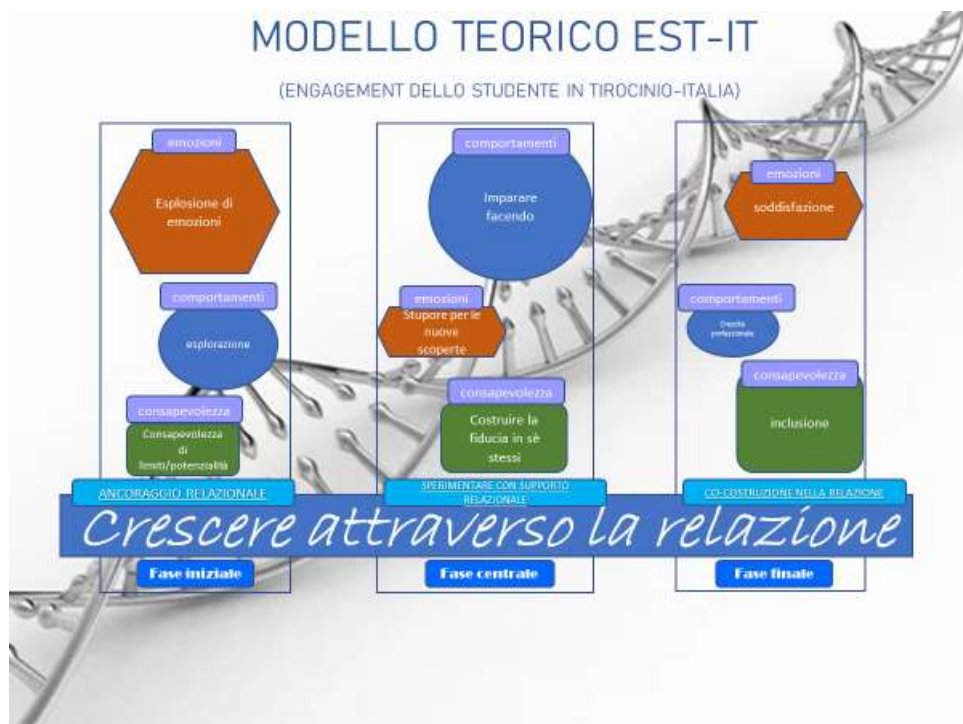 MODELLO TEORICO EST-IT
(ENGAGEMENT DELLO STUDENTE IN TIROCINIO-ITALIA)
emozioni
Esplosione di
emozioni
comportamenti
esplorazione
consapevolezza
Consapevolezza
di
limiti/potenzialità
ANCORAGGIO RELAZIONALE
comportamenti
Imparare
facendo
emozioni
Stupore per le
nuove
scoperte
consapevolezza
Costruire la
fiducia in sè
stessi
SPERIMENTARE CON SUPPORTO
RELAZIONALE
emozioni
soddisfazione
comportamenti
Crescita
professionale
consapevolezza
inclusione
CO-COSTRUZIONE NELLA RELAZIONE
Crescere attraverso la relazione
Fase iniziale
Fase centrale
Fase finale